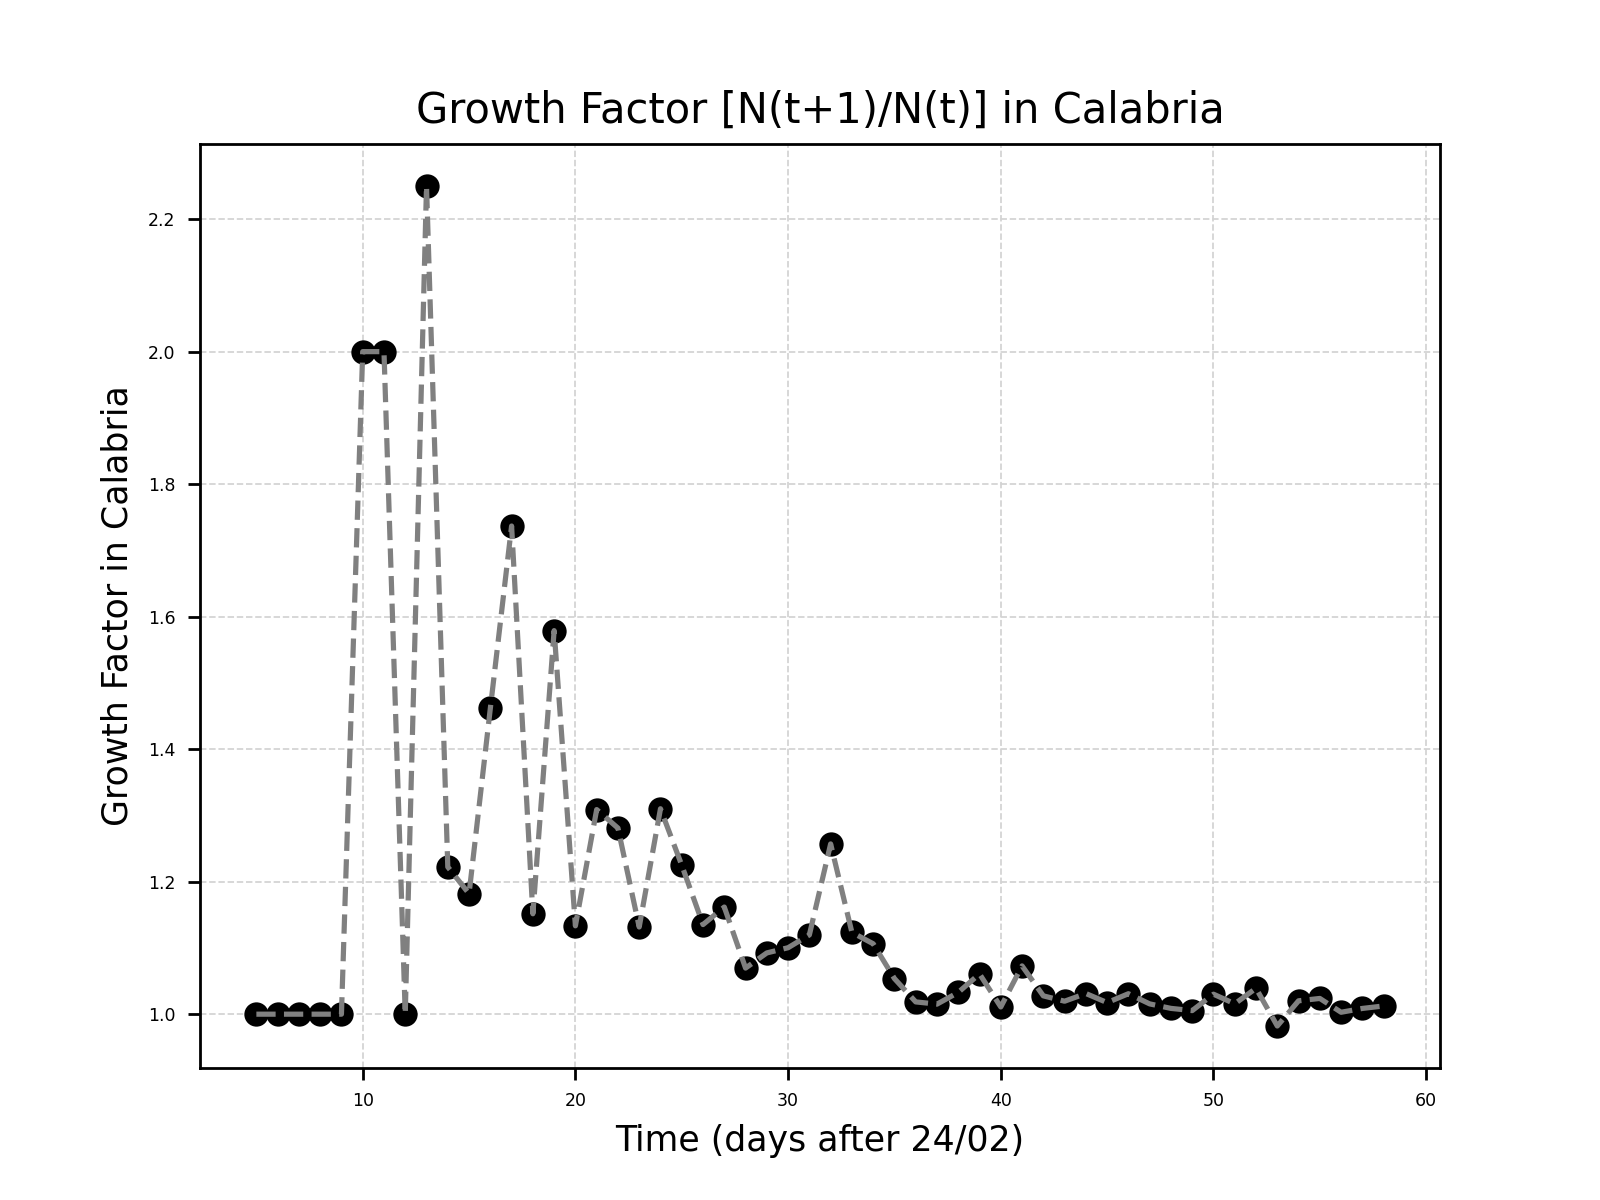 Growth Factor [N(t+1)/N(t)] in Calabria
Growth Factor in Calabria
2.2
2.0
1.8
1.6
1.4
1.2
1.0
10 20 30 40 50 60
Time (days after 24/02)